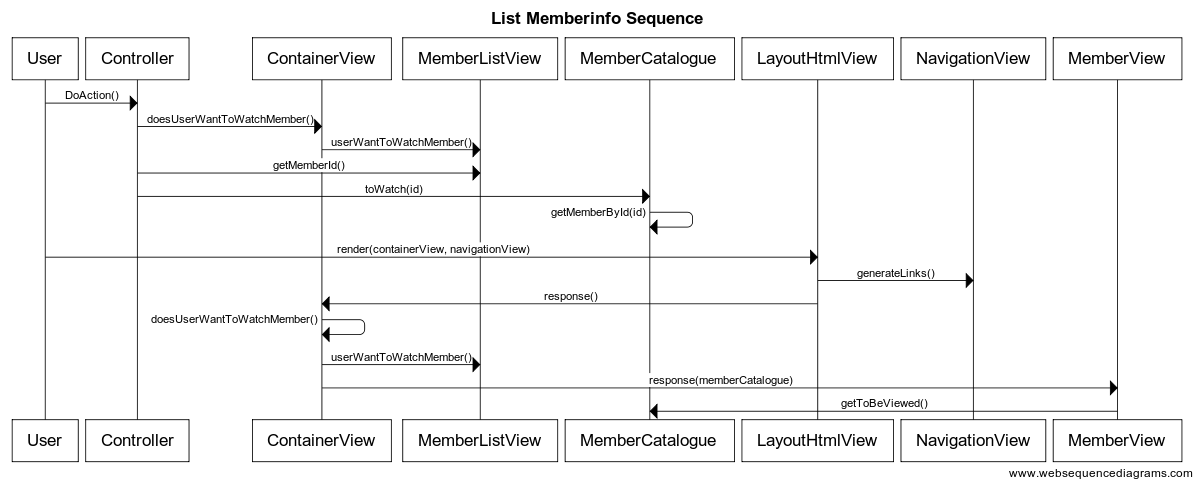 List Memberinfo Sequence
User Controller ContainerView MemberListView MemberCatalogue LayoutHtmlView NavigationView MemberView
DoAction()
doesUserWantToWatchMember()
userWantToWatchMember()
getMemberId()
toWatch(id)
getMemberById(id)
render(containerView, navigationView)
generateLinks()
response()
doesUserWantToWatchMember()
userWantToWatchMember()
response(memberCatalogue)
getToBeViewed()
User Controller ContainerView MemberListView MemberCatalogue LayoutHtmlView NavigationView MemberView
www.websequencediagrams.com